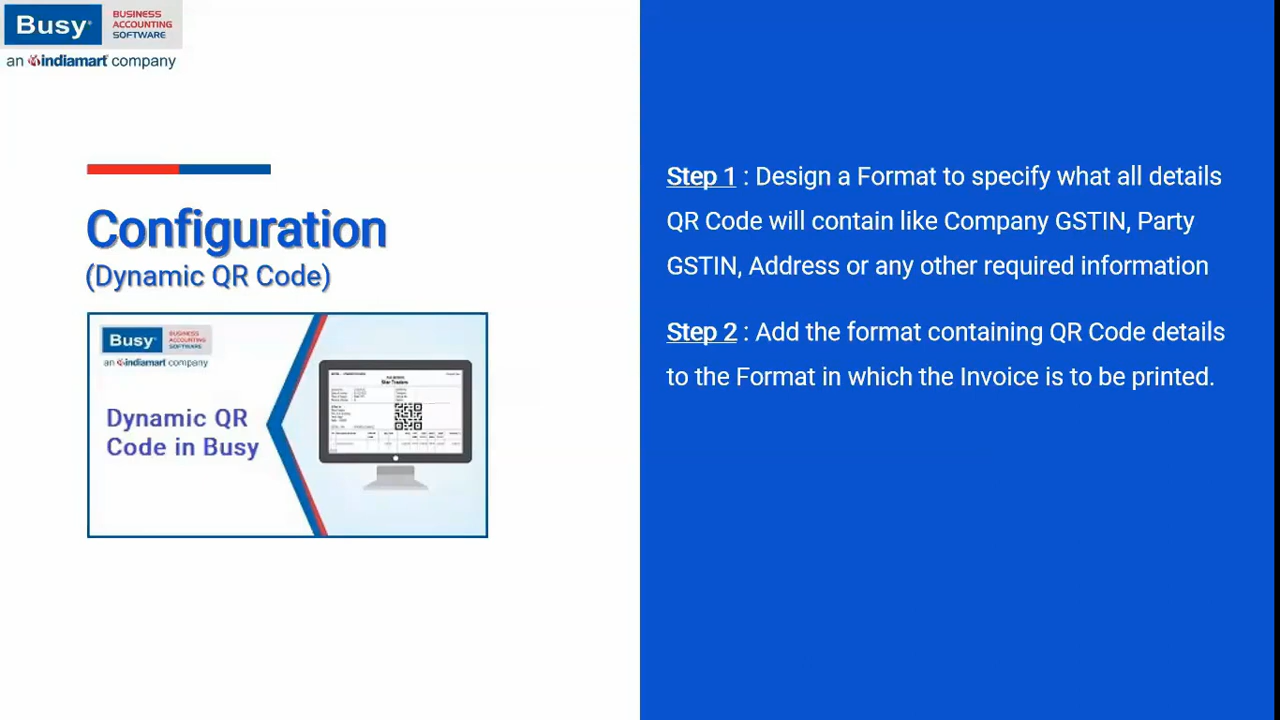 Busy
BUSINESS
ACCOUNTING
SOFTWARE
an indiamart company
Configuration
(Dynamic QR Code)
Busy
BUSINESS
ACCOUNTING
SOFTWARE
an indiamart company
Dynamic QR
Code in Busy
Star Traders
Step 1 : Design a Format to specify what all details
QR Code will contain like Company GSTIN, Party
GSTIN, Address or any other required information
Step 2 : Add the format containing QR Code details
to the Format in which the Invoice is to be printed.